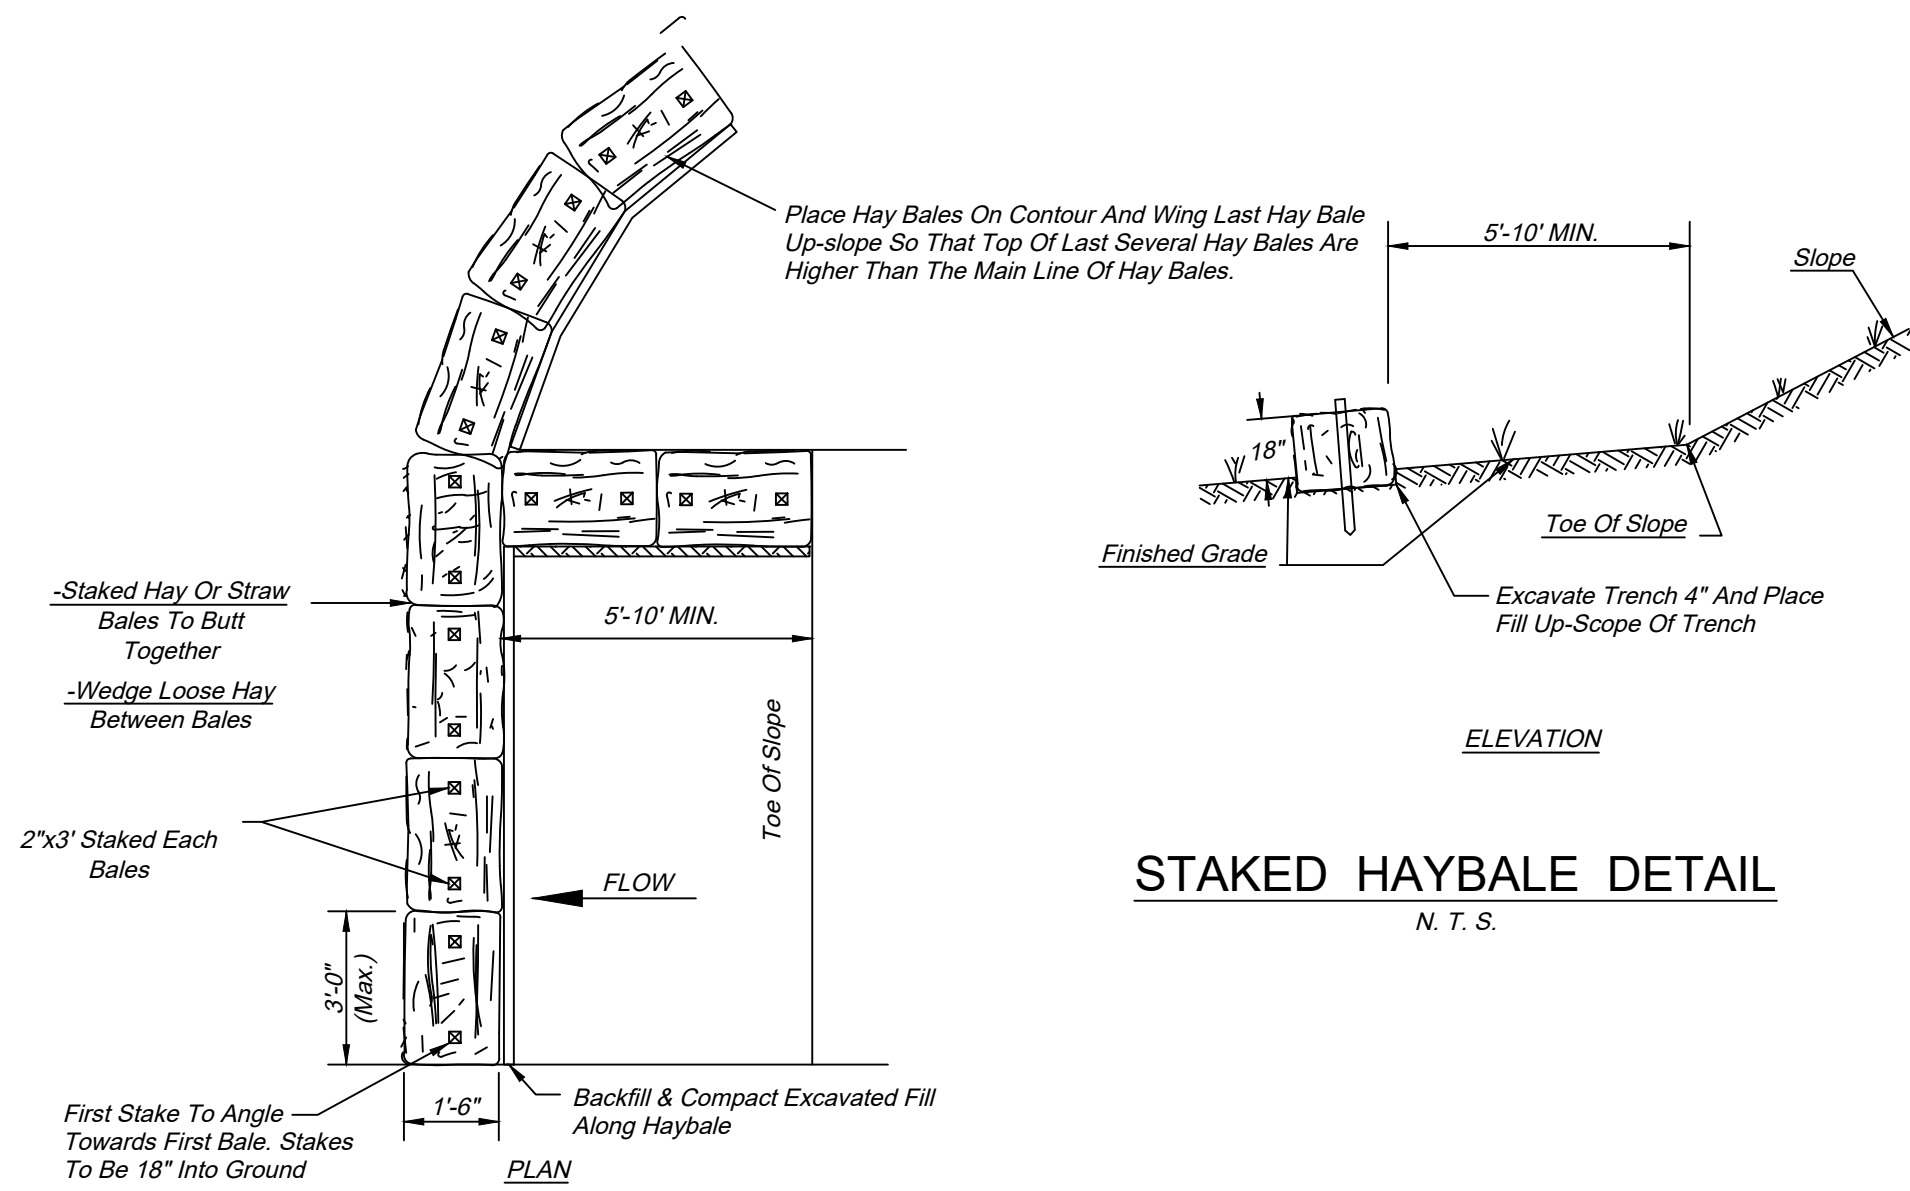 Place Hay Bales On Contour And Wing Last Hay Bale
Up-slope So That Top Of Last Several Hay Bales Are
Higher Than The Main Line Of Hay Bales.
5'-10' MIN.
Slope
18"
Toe Of Slope
Finished Grade
Excavate Trench 4" And Place
Fill Up-Scope Of Trench
ELEVATION
-Staked Hay Or Straw
Bales To Butt
Together
-Wedge Loose Hay
Between Bales
5'-10' MIN.
Toe Of Slope
2"x3' Staked Each
Bales
FLOW
3'-0"
(Max.)
1'-6"
First Stake To Angle
Towards First Bale. Stakes
To Be 18" Into Ground
Backfill & Compact Excavated Fill
Along Haybale
PLAN
STAKED HAYBALE DETAIL
N. T. S.